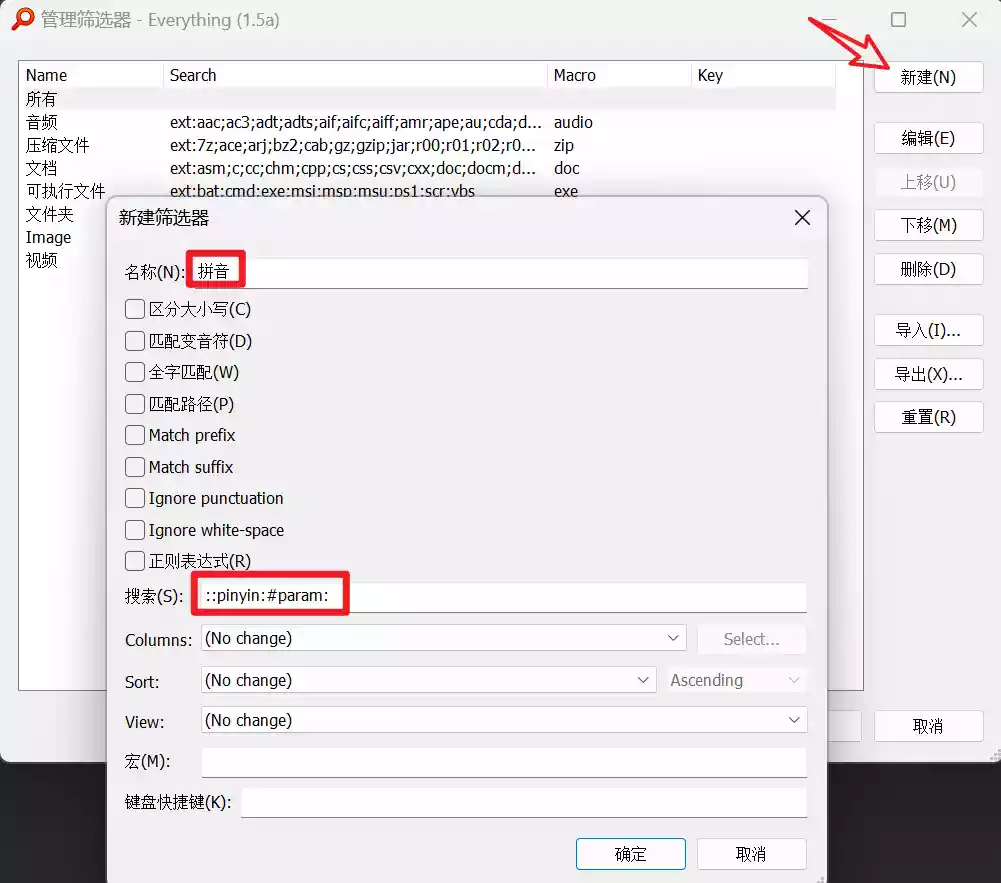 管理筛选器 - Everything (1.5a)
Name Search Macro Key
所有
音频 ext:aac;ac3;adt;adts;aif;aifc;aiff;amr;ape;au;cda;d... audio
压缩文件 ext:7z;ace;arj;bz2;cab;gz;gzip;jar;r00;r01;r02;r0... zip
文档 ext:asm;c;cc;chm;cpp;cs;css;csv;cxx;doc;docm;d... doc
可执行文件 ext:bat;cmd;exe;msi;msp;msu;ps1;scr;vbs exe
文件夹
Image
视频
新建(N)
编辑(E)
上移(U)
下移(M)
删除(D)
导入(I)...
导出(X)...
重置(R)
取消
新建筛选器
名称(N): 拼音
区分大小写(C)
匹配变音符(D)
全字匹配(W)
匹配路径(P)
Match prefix
Match suffix
Ignore punctuation
Ignore white-space
正则表达式(R)
搜索(S): ::pinyin:#param:
Columns: (No change) Select...
Sort: (No change) Ascending
View: (No change)
宏(M):
键盘快捷键(K):
确定 取消